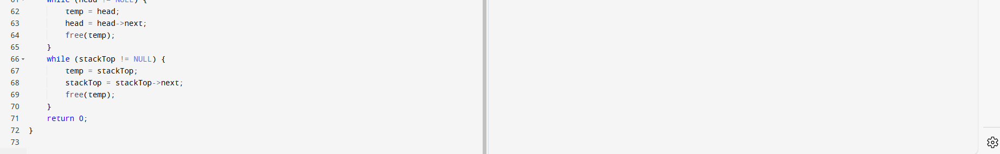 61 while (head != NULL) {
62 temp = head;
63 head = head->next;
64 free(temp);
65 }
66 while (stackTop != NULL) {
67 temp = stackTop;
68 stackTop = stackTop->next;
69 free(temp);
70 }
71 return 0;
72 }
73